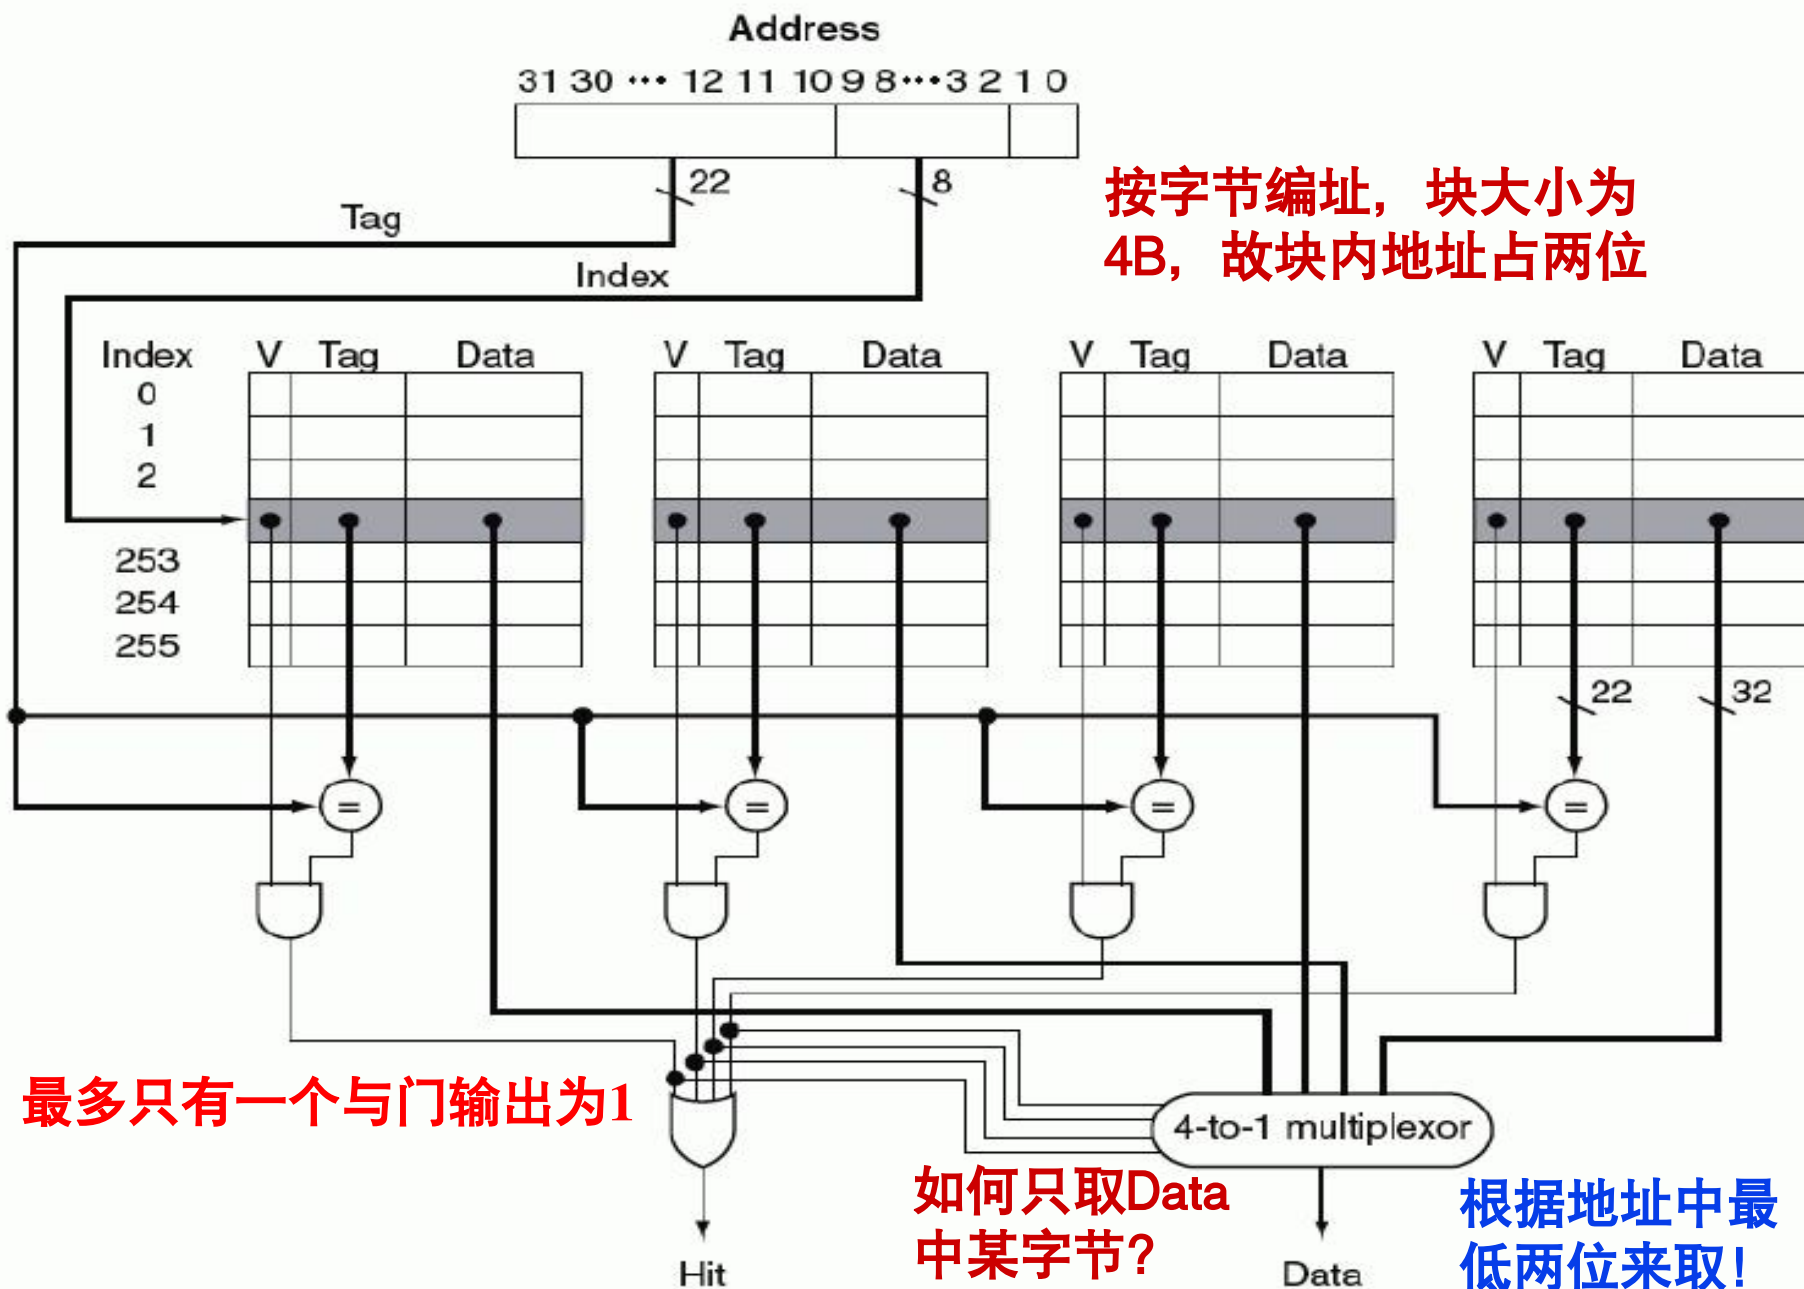 Address
31 30 ••• 12 11 10 9 8 ••• 3 2 1 0
22
8
按字节编址，块大小为
4B，故块内地址占两位
Tag
Index
Index V Tag Data V Tag Data V Tag Data V Tag Data
0
1
2
253
254
255
22
32
= = = =
最多只有一个与门输出为1
4-to-1 multiplexor
如何只取Data
中某字节？
根据地址中最
低两位来取！
Hit
Data